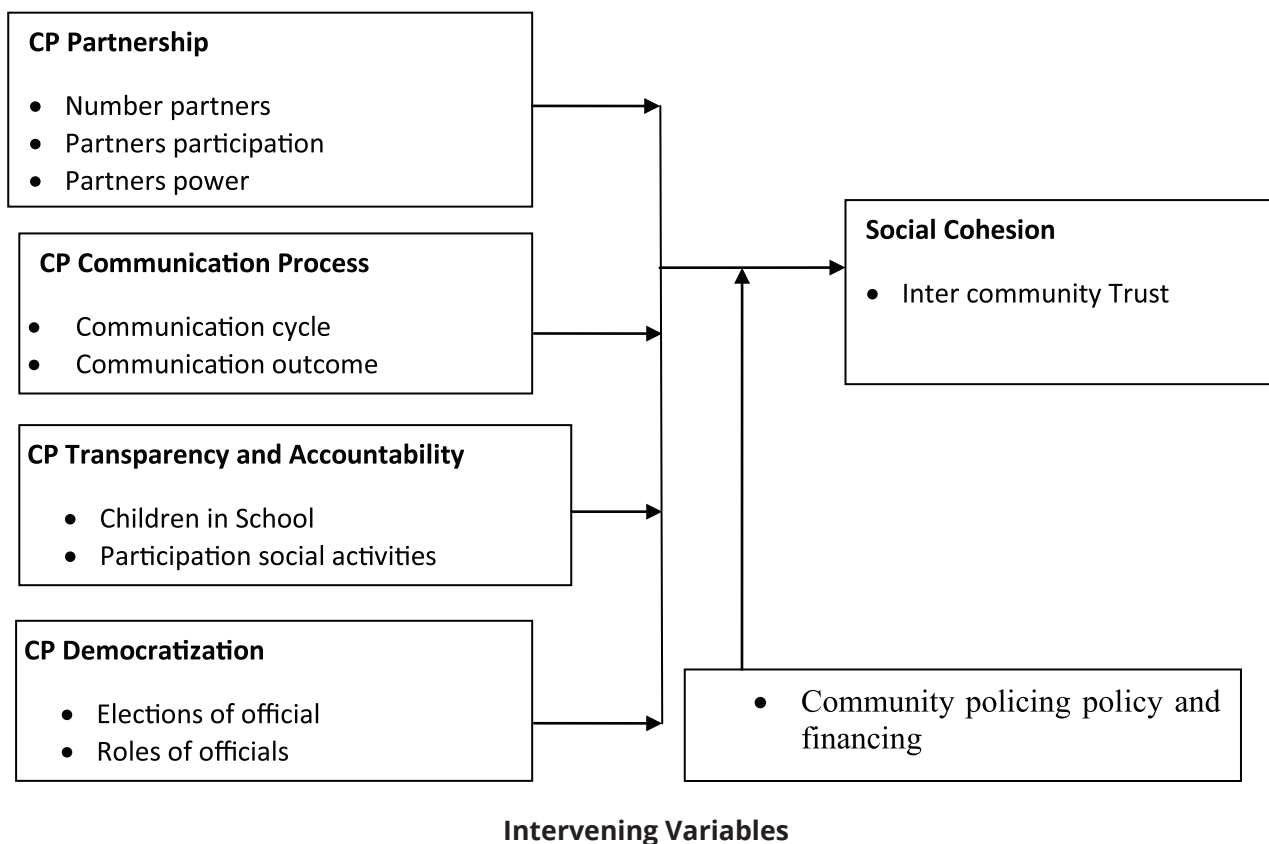 CP Partnership
• Number partners
• Partners participation
• Partners power
CP Communication Process
• Communication cycle
• Communication outcome
CP Transparency and Accountability
• Children in School
• Participation social activities
CP Democratization
• Elections of official
• Roles of officials
Social Cohesion
• Inter community Trust
• Community policing policy and
financing
Intervening Variables